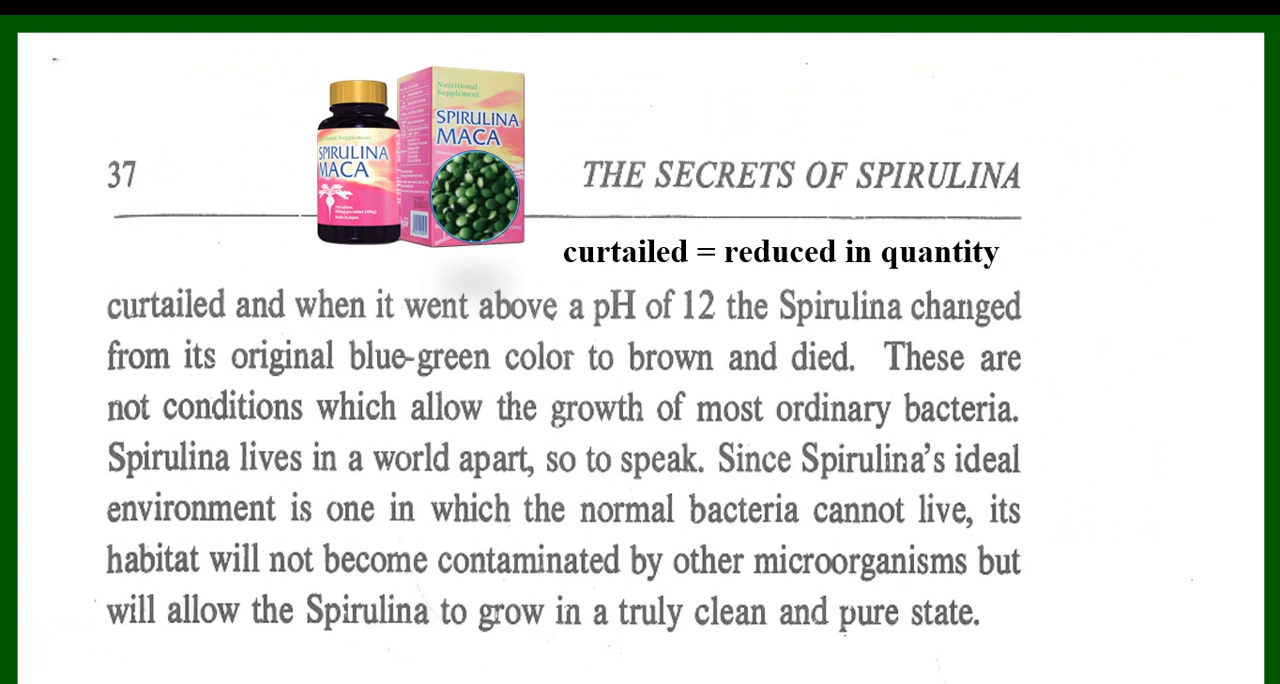 Nutritional
Supplement
SPIRULINA
MACA
Supplement
SPIRULINA
MACA
37
THE SECRETS OF SPIRULINA
curtailed = reduced in quantity
curtailed and when it went above a pH of 12 the Spirulina changed
from its original blue-green color to brown and died. These are
not conditions which allow the growth of most ordinary bacteria.
Spirulina lives in a world apart, so to speak. Since Spirulina's ideal
environment is one in which the normal bacteria cannot live, its
habitat will not become contaminated by other microorganisms but
will allow the Spirulina to grow in a truly clean and pure state.